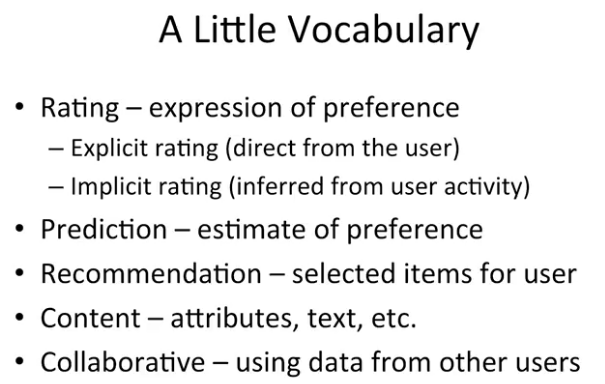 A Little Vocabulary
• Rating – expression of preference
– Explicit rating (direct from the user)
– Implicit rating (inferred from user activity)
• Prediction – estimate of preference
• Recommendation – selected items for user
• Content – attributes, text, etc.
• Collaborative – using data from other users